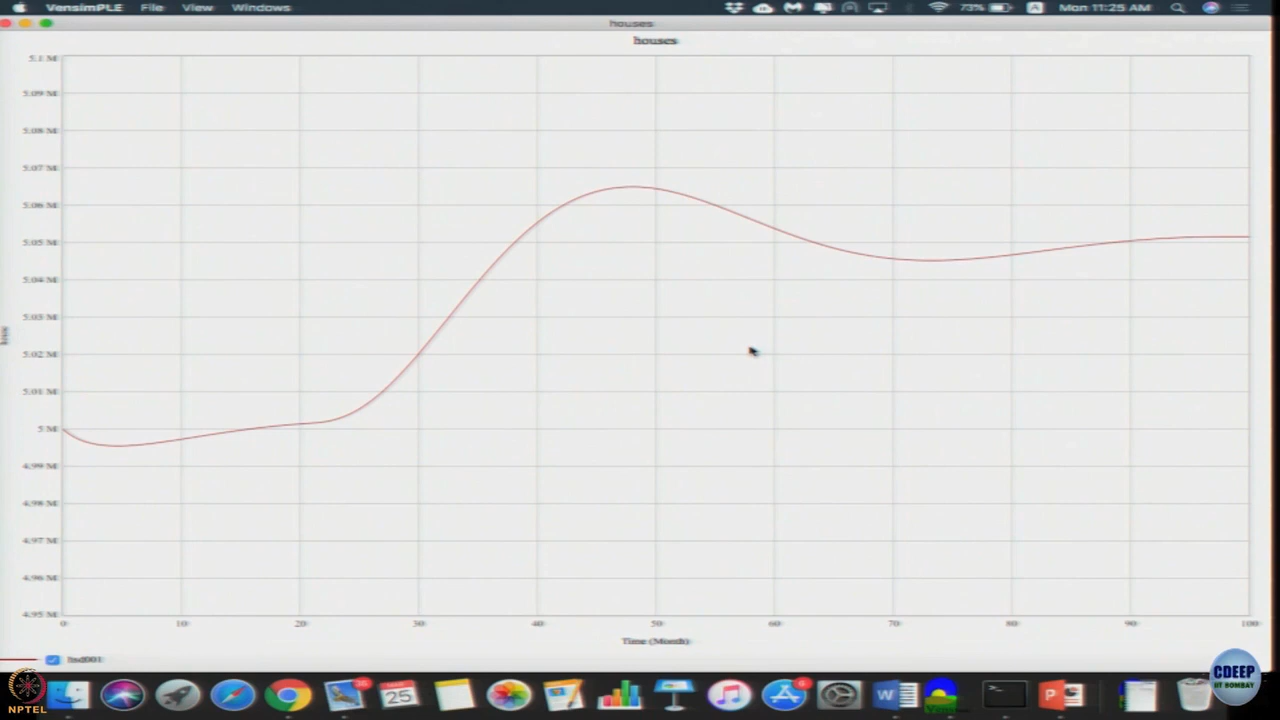 VensimPLE File View Windows 73% A Mon 11:25 AM
houses
houses
5.1 M
5.09 M
5.08 M
5.07 M
5.06 M
5.05 M
5.04 M
5.03 M
5.02 M
5.01 M
5 M
4.99 M
4.98 M
4.97 M
4.96 M
4.95 M
0 10 20 30 40 50 60 70 80 90 100
Time (Month)
25
NPTEL
CDEEP
IIT BOMBAY